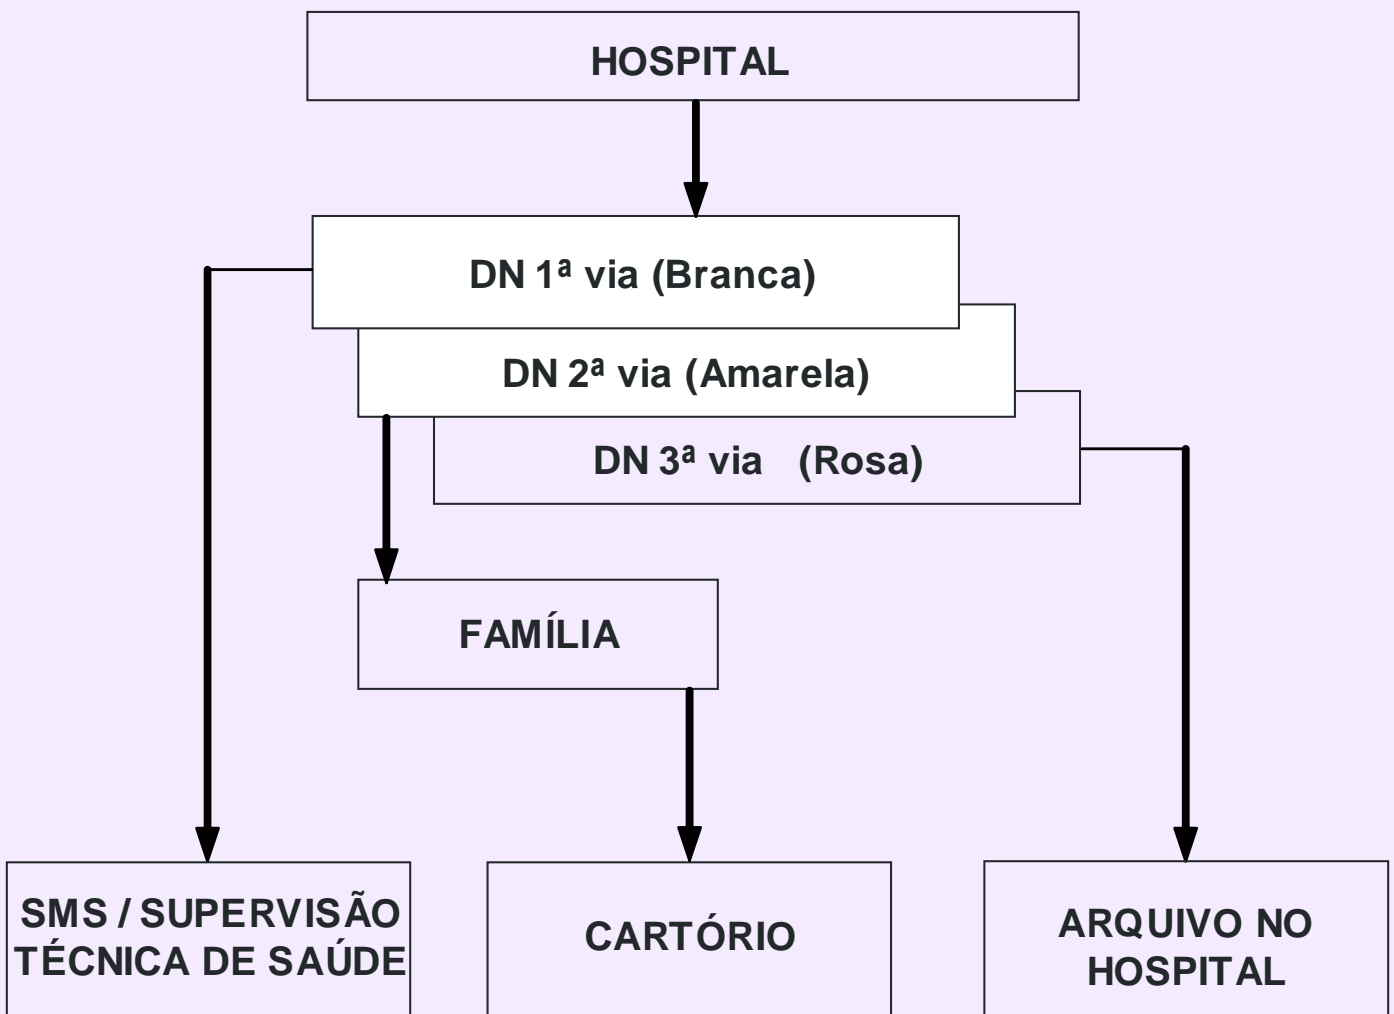 HOSPITAL
DN 1ª via (Branca)
DN 2ª via (Amarela)
DN 3ª via (Rosa)
FAMÍLIA
SMS / SUPERVISÃO
TÉCNICA DE SAÚDE
CARTÓRIO
ARQUIVO NO
HOSPITAL